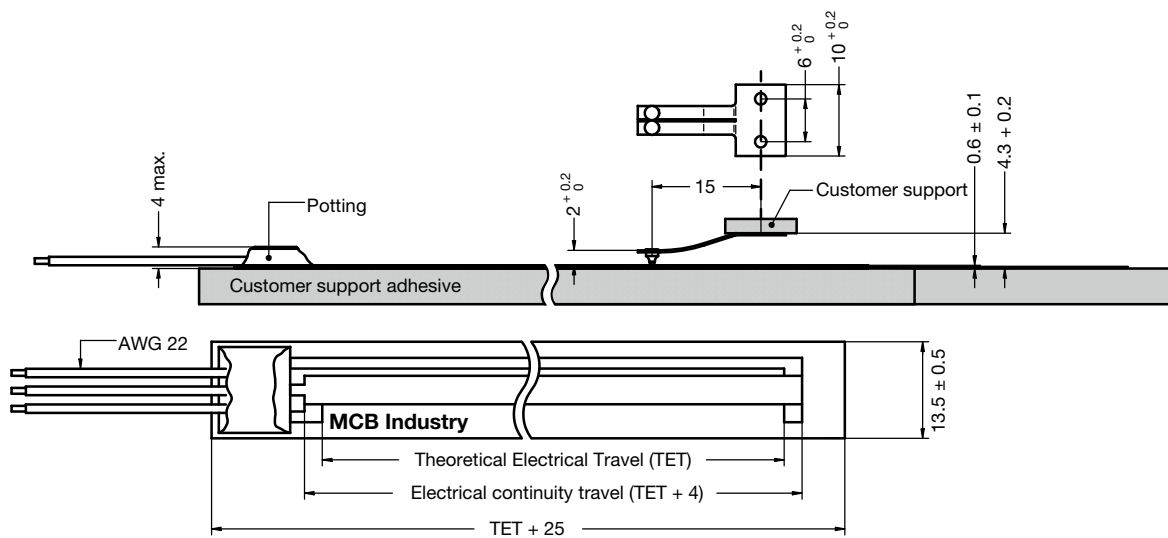 6 +0.2 0
10 +0.2 0
4 max.
Potting
2 +0.2 0
15
Customer support
0.6 ± 0.1
4.3 + 0.2
Customer support adhesive
AWG 22
MCB Industry
13.5 ± 0.5
Theoretical Electrical Travel (TET)
Electrical continuity travel (TET + 4)
TET + 25